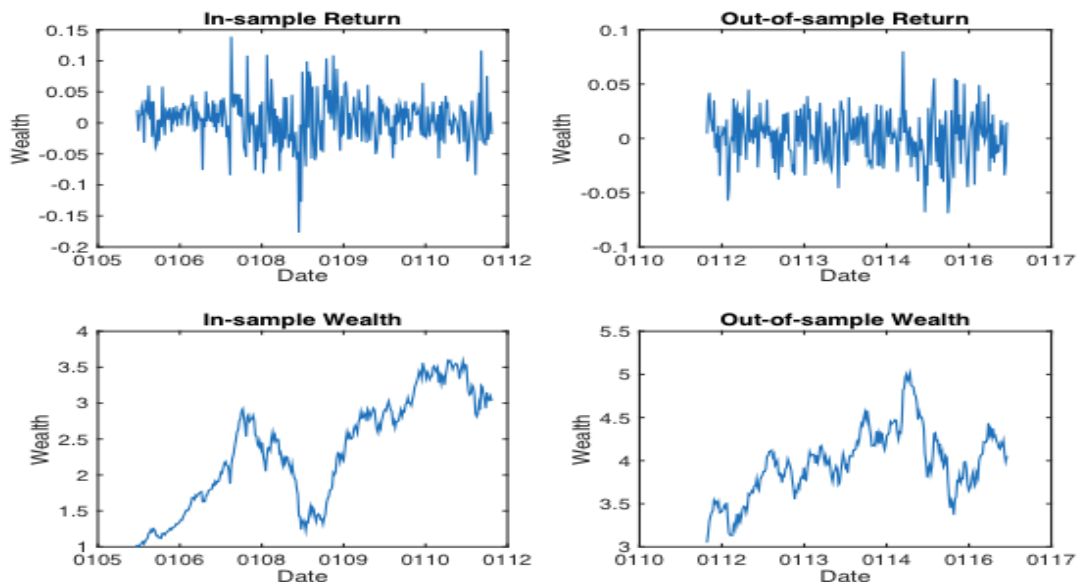 In-sample Return
0.15
0.1
0.05
0
-0.05
-0.1
-0.15
-0.2
Wealth
0105 0106 0108 0109 0110 0112
Date
Out-of-sample Return
0.1
0.05
0
-0.05
-0.1
Wealth
0110 0112 0113 0114 0116 0117
Date
In-sample Wealth
4
3.5
3
2.5
2
1.5
1
Wealth
0105 0106 0108 0109 0110 0112
Date
Out-of-sample Wealth
5.5
5
4.5
4
3.5
3
Wealth
0110 0112 0113 0114 0116 0117
Date